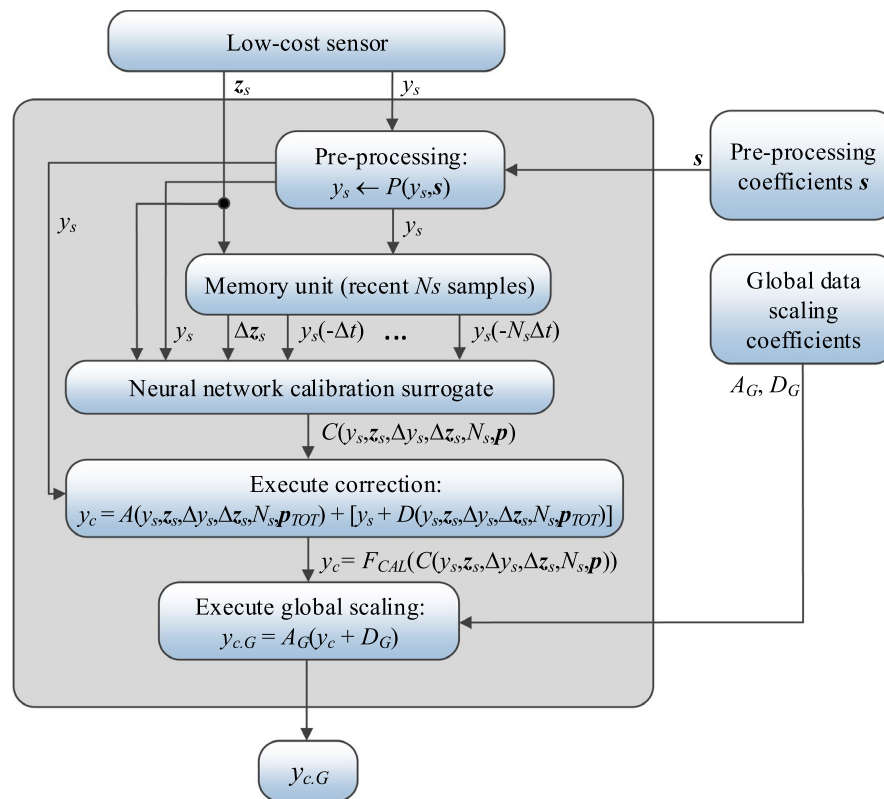 Low-cost sensor
z_s
y_s
Pre-processing:
y_s ← P(y_s,s)
s
Pre-processing
coefficients s
y_s
y_s
Memory unit (recent Ns samples)
Global data
scaling
coefficients
y_s
Δz_s
y_s(-Δt)
...
y_s(-N_sΔt)
Neural network calibration surrogate
A_G, D_G
C(y_s,z_s,Δy_s,Δz_s,N_s,p)
Execute correction:
y_c = A(y_s,z_s,Δy_s,Δz_s,N_s,p_TOT) + [y_s + D(y_s,z_s,Δy_s,Δz_s,N_s,p_TOT)]
y_c = F_CAL(C(y_s,z_s,Δy_s,Δz_s,N_s,p))
Execute global scaling:
y_c.G = A_G(y_c + D_G)
y_c.G